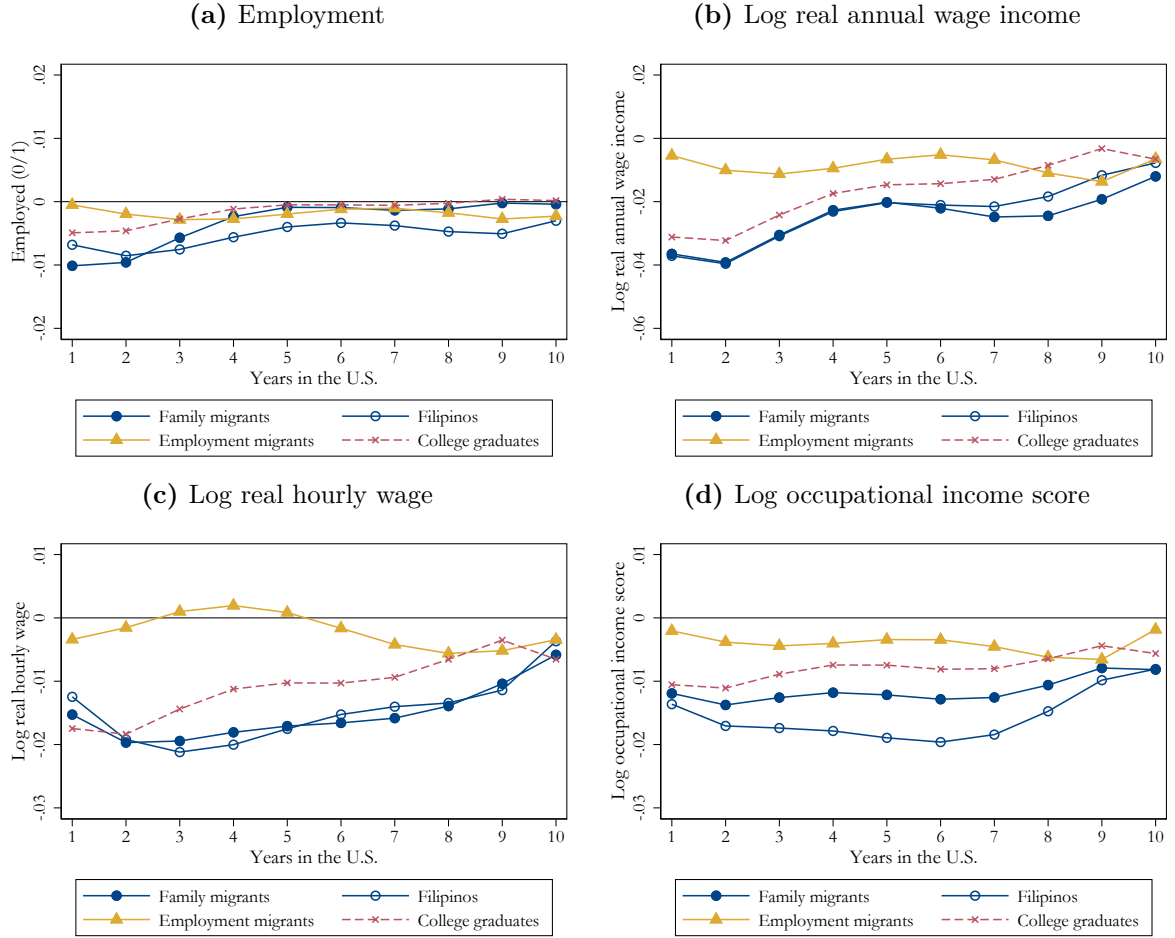 (a) Employment
Employed (0/1)
.02
.01
0
-.01
-.02
1 2 3 4 5 6 7 8 9 10
Years in the U.S.
Family migrants Filipinos
Employment migrants College graduates
(b) Log real annual wage income
Log real annual wage income
.02
0
-.02
-.04
-.06
1 2 3 4 5 6 7 8 9 10
Years in the U.S.
Family migrants Filipinos
Employment migrants College graduates
(c) Log real hourly wage
Log real hourly wage
.01
0
-.01
-.02
-.03
1 2 3 4 5 6 7 8 9 10
Years in the U.S.
Family migrants Filipinos
Employment migrants College graduates
(d) Log occupational income score
Log occupational income score
.01
0
-.01
-.02
-.03
1 2 3 4 5 6 7 8 9 10
Years in the U.S.
Family migrants Filipinos
Employment migrants College graduates